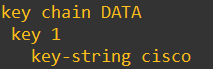 key chain DATA
 key 1
   key-string cisco